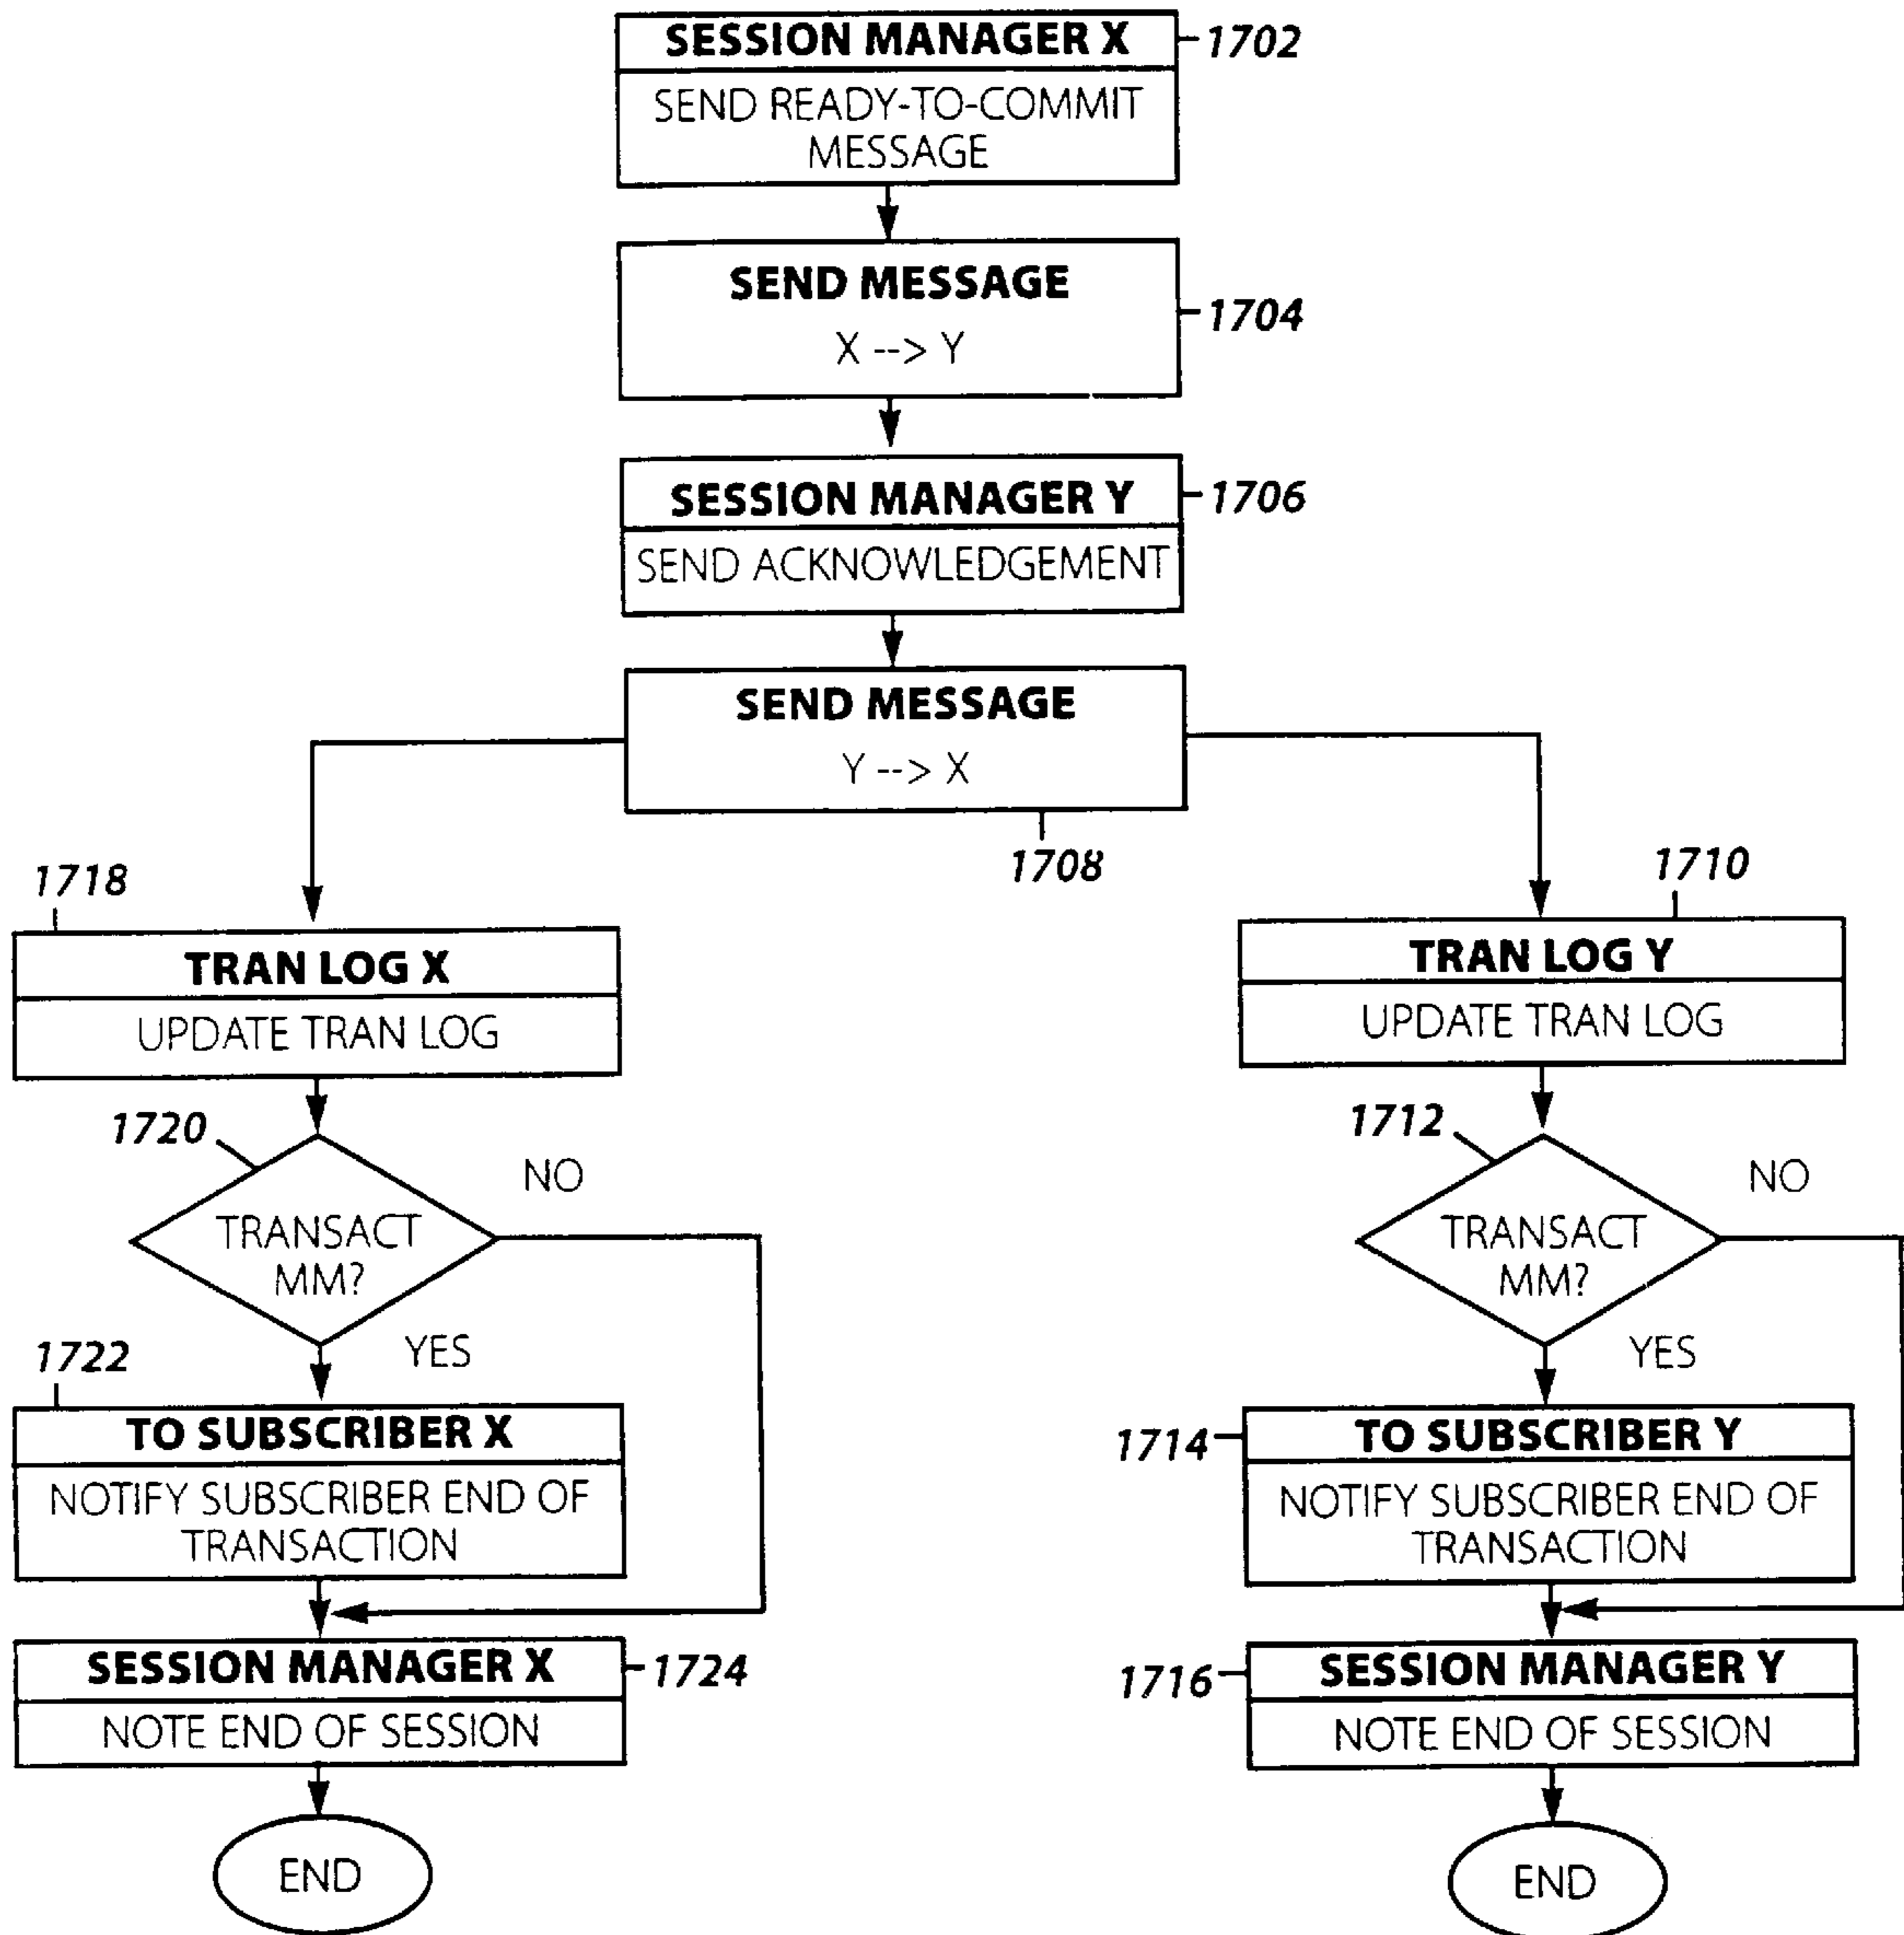 SESSION MANAGER X
1702
SEND READY-TO-COMMIT
MESSAGE
SEND MESSAGE
1704
X --> Y
SESSION MANAGER Y
1706
SEND ACKNOWLEDGEMENT
SEND MESSAGE
Y --> X
1708
1718
TRAN LOG X
UPDATE TRAN LOG
1720
NO
TRANSACT
MM?
YES
1722
TO SUBSCRIBER X
NOTIFY SUBSCRIBER END OF
TRANSACTION
SESSION MANAGER X
1724
NOTE END OF SESSION
END
1710
TRAN LOG Y
UPDATE TRAN LOG
1712
NO
TRANSACT
MM?
YES
1714
TO SUBSCRIBER Y
NOTIFY SUBSCRIBER END OF
TRANSACTION
1716
SESSION MANAGER Y
NOTE END OF SESSION
END